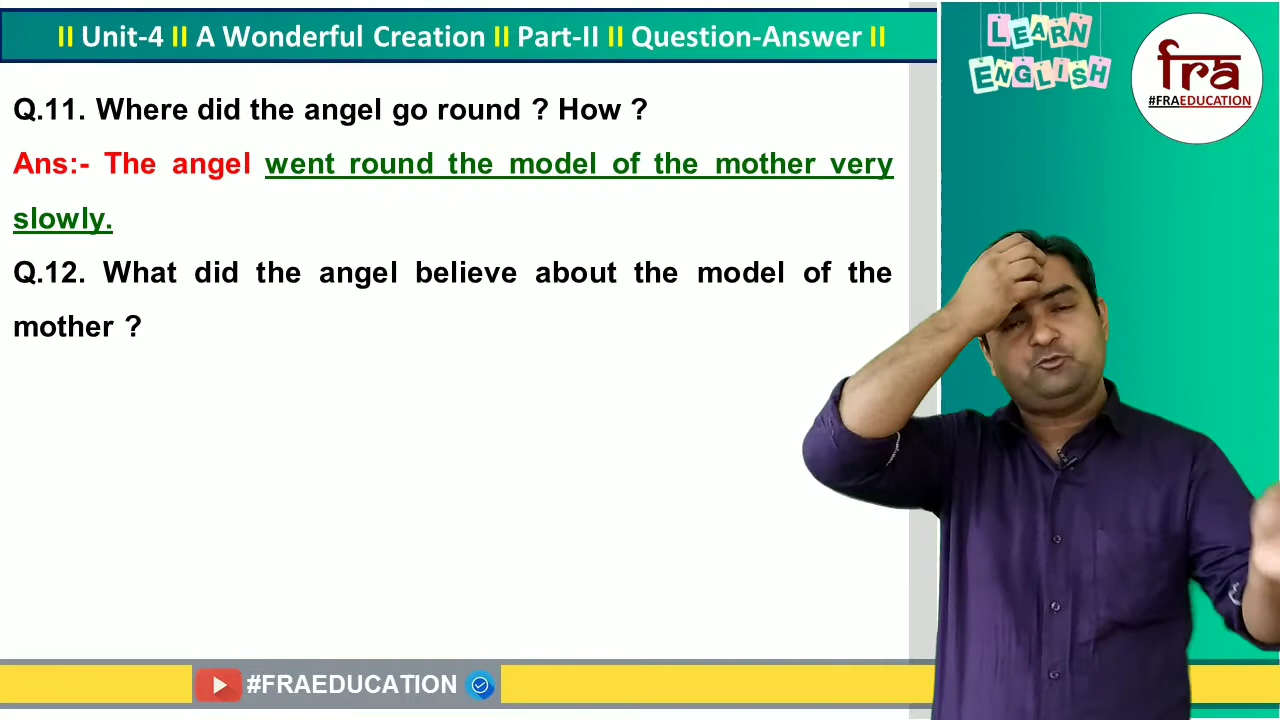 II Unit-4 II A Wonderful Creation II Part-II II Question-Answer II
LEARN
ENGLISH
fra
#FRAEDUCATION
Q.11. Where did the angel go round ? How ?
Ans:- The angel went round the model of the mother very
slowly.
Q.12. What did the angel believe about the model of the
mother ?
#FRAEDUCATION